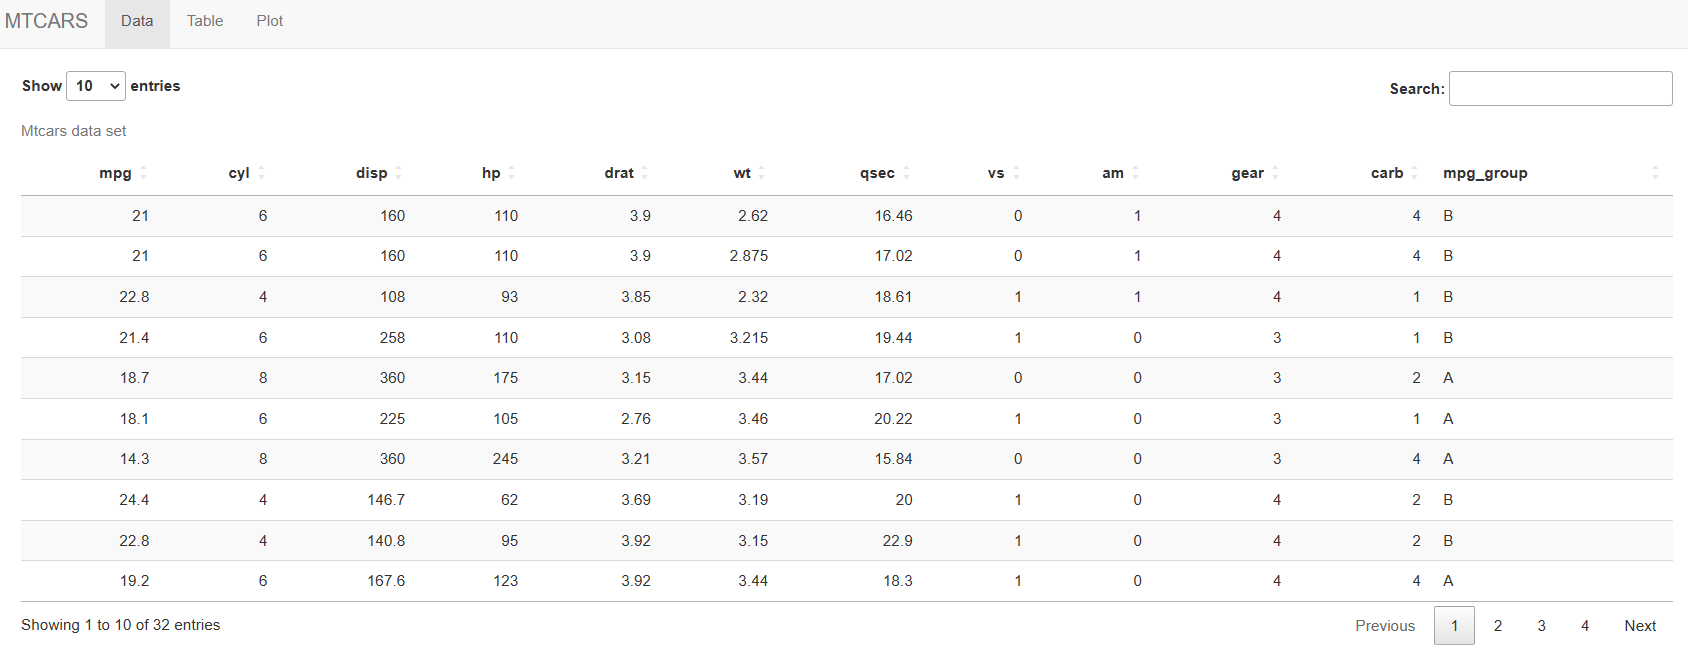 MTCARS Data Table Plot
Show 10 entries Search:
Mtcars data set
mpg cyl disp hp drat wt qsec vs am gear carb mpg_group
21 6 160 110 3.9 2.62 16.46 0 1 4 4 B
21 6 160 110 3.9 2.875 17.02 0 1 4 4 B
22.8 4 108 93 3.85 2.32 18.61 1 1 4 1 B
21.4 6 258 110 3.08 3.215 19.44 1 0 3 1 B
18.7 8 360 175 3.15 3.44 17.02 0 0 3 2 A
18.1 6 225 105 2.76 3.46 20.22 1 0 3 1 A
14.3 8 360 245 3.21 3.57 15.84 0 0 3 4 A
24.4 4 146.7 62 3.69 3.19 20 1 0 4 2 B
22.8 4 140.8 95 3.92 3.15 22.9 1 0 4 2 B
19.2 6 167.6 123 3.92 3.44 18.3 1 0 4 4 A
Showing 1 to 10 of 32 entries Previous 1 2 3 4 Next